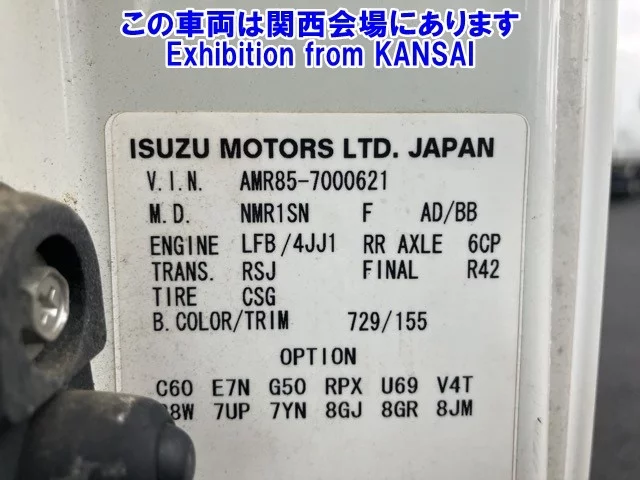 この車両は関西会場にあります
Exhibition from KANSAI
ISUZU MOTORS LTD. JAPAN
V.I.N. AMR85-7000621
M.D. NMR1SN F AD/BB
ENGINE LFB/4JJ1 RR AXLE 6CP
TRANS. RSJ FINAL R42
TIRE CSG
B.COLOR/TRIM 729/155
OPTION
C60 E7N G50 RPX U69 V4T
7UP 7YN 8GJ 8GR 8JM